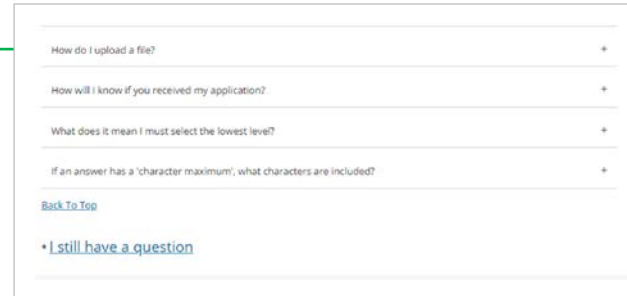 How do I upload a file? +
How will I know if you received my application? +
What does it mean I must select the lowest level? +
If an answer has a 'character maximum', what characters are included? +
Back To Top
• I still have a question